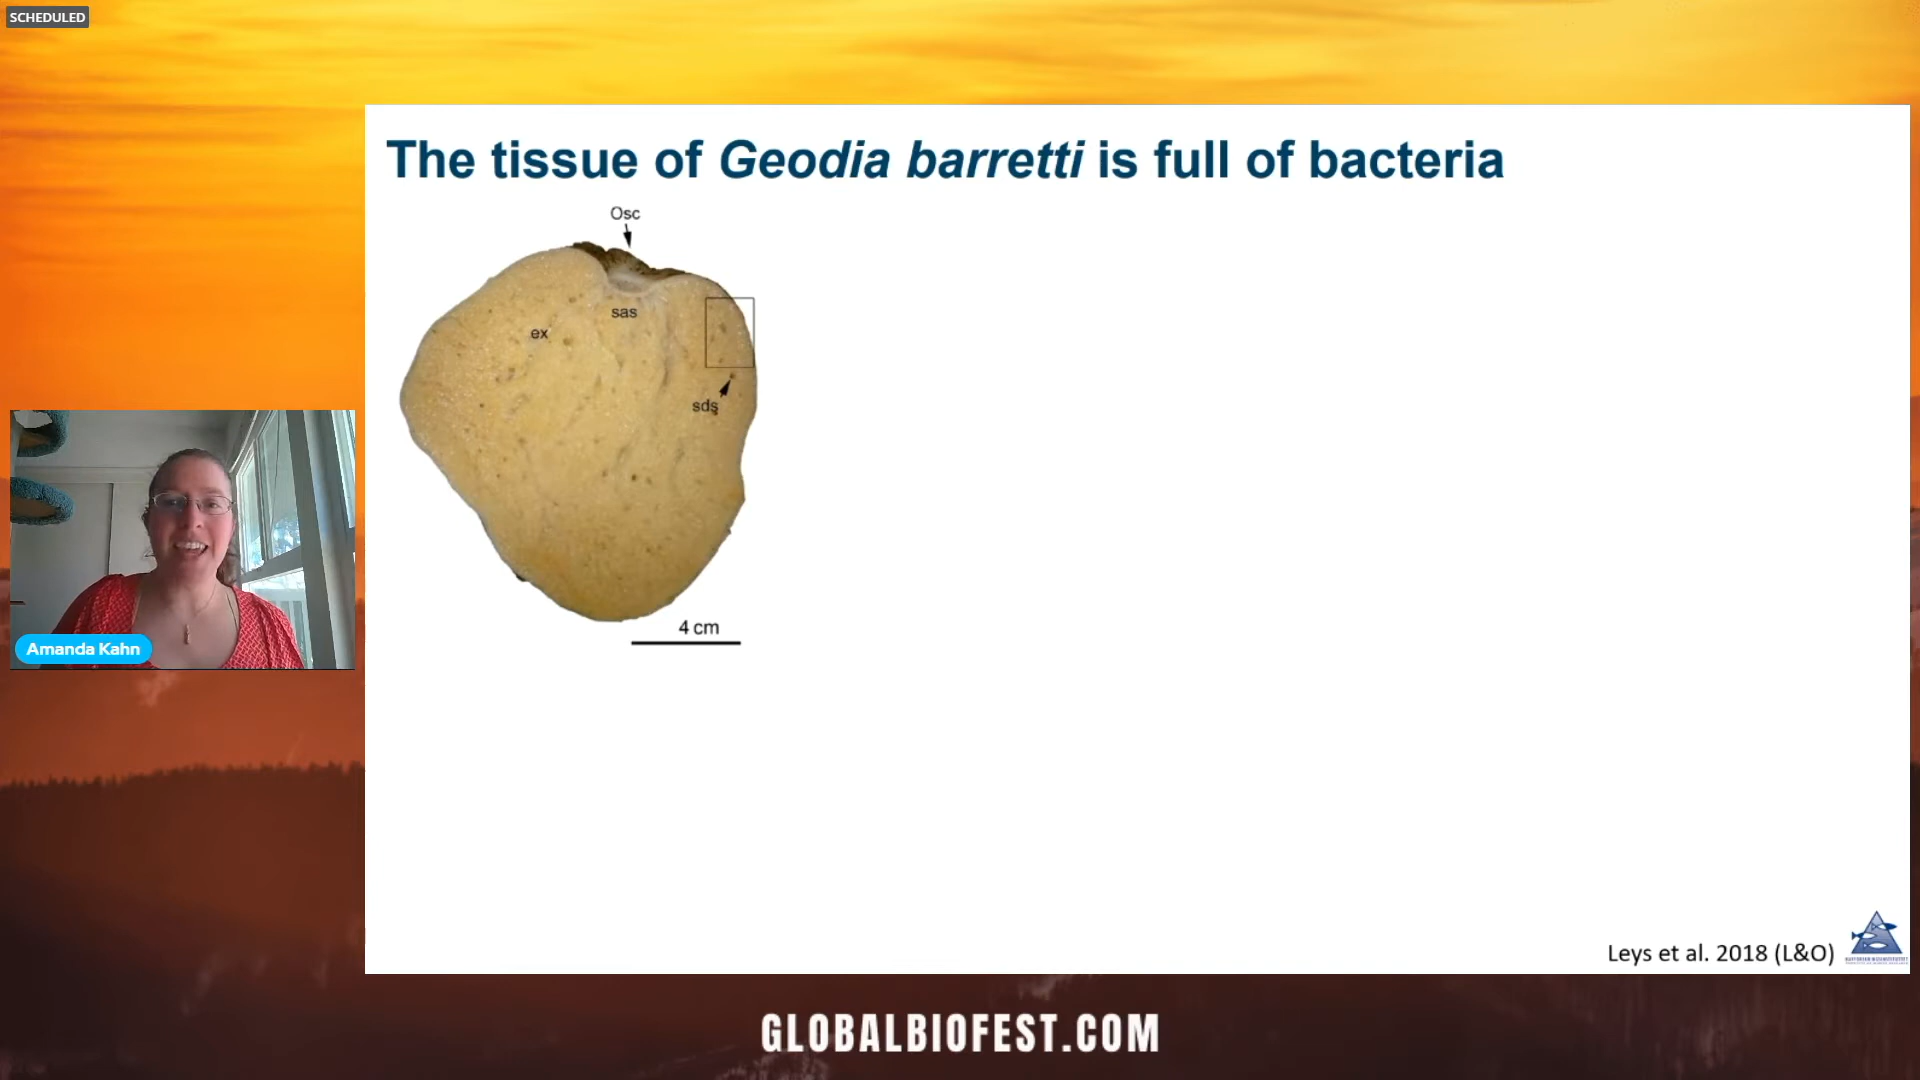 SCHEDULED
The tissue of Geodia barretti is full of bacteria
Osc
sas
ex
sds
4 cm
Amanda Kahn
Leys et al. 2018 (L&O)
GLOBALBIOFEST.COM